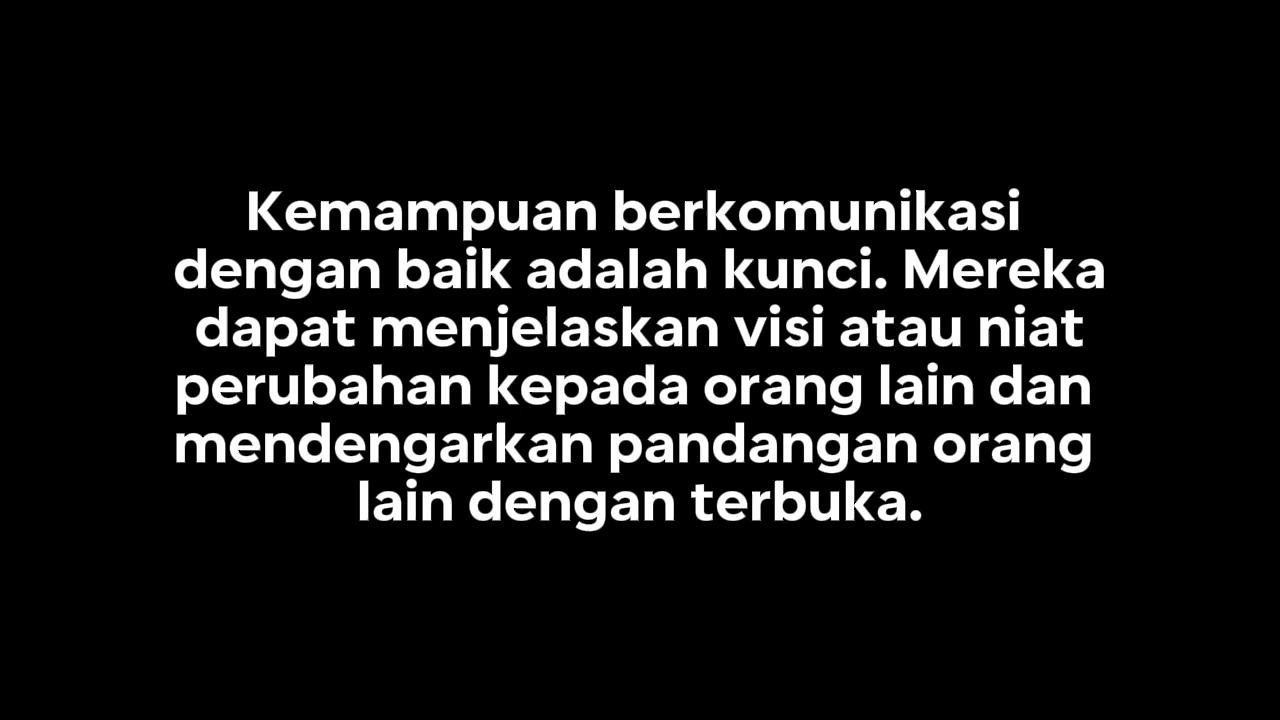 Kemampuan berkomunikasi
dengan baik adalah kunci. Mereka
dapat menjelaskan visi atau niat
perubahan kepada orang lain dan
mendengarkan pandangan orang
lain dengan terbuka.